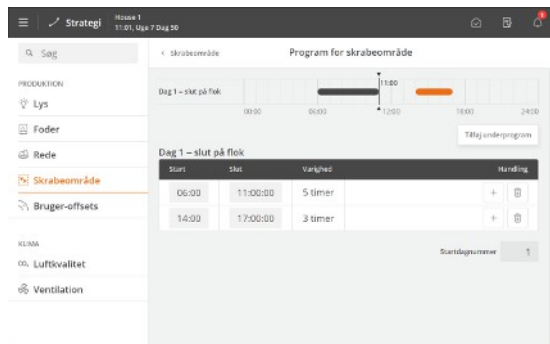 Strategi
House 1
11:01, Uge 7 Dag 50
1
Søg
PRODUKTION
Lys
Foder
Rede
Skrabeområde
Bruger-offsets
KLIMA
CO₂ Luftkvalitet
Ventilation
< Skrabeområde
Program for skrabeområde
Dag 1 – slut på flok
11:00
00:00 06:00 12:00 18:00 24:00
Tilføj underprogram
Dag 1 – slut på flok
Start Slut Varighed Handling
06:00 11:00:00 5 timer +
14:00 17:00:00 3 timer +
Startdagnummer 1